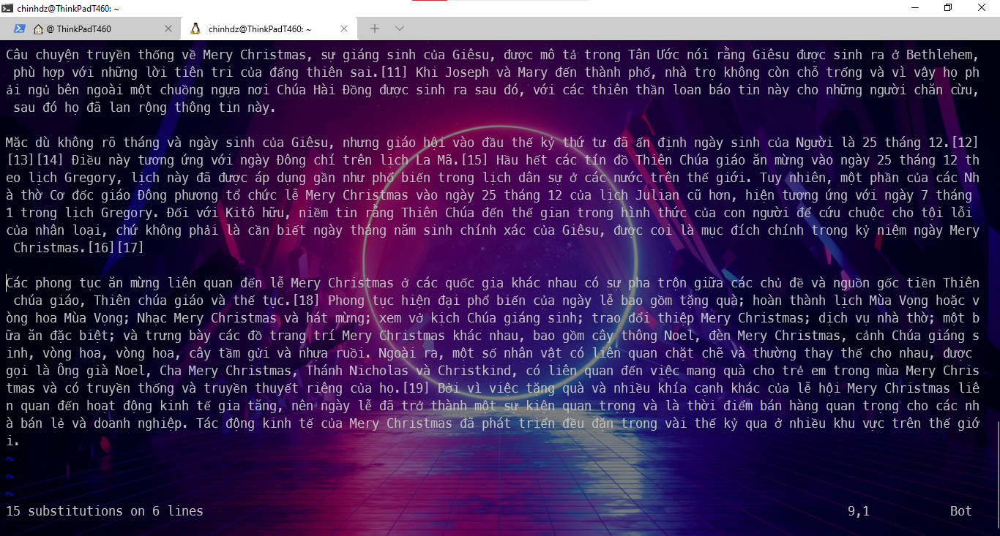 chinhdz@ThinkPadT460: ~
@ ThinkPadT460
chinhdz@ThinkPadT460: ~
Câu chuyện truyền thống về Mery Christmas, sự giáng sinh của Giêsu, được mô tả trong Tân Ước nói rằng Giêsu được sinh ra ở Bethlehem,
phù hợp với những lời tiên tri của đấng thiên sai.[11] Khi Joseph và Mary đến thành phố, nhà trọ không còn chỗ trống và vì vậy họ ph
ải ngủ bên ngoài một chuồng ngựa nơi Chúa Hài Đồng được sinh ra sau đó, với các thiên thần loan báo tin này cho những người chăn cừu,
sau đó họ đã lan rộng thông tin này.
Mặc dù không rõ tháng và ngày sinh của Giêsu, nhưng giáo hội vào đầu thế kỷ thứ tư đã ấn định ngày sinh của Người là 25 tháng 12.[12]
[13][14] Điều này tương ứng với ngày Đông chí trên lịch La Mã.[15] Hầu hết các tín đồ Thiên Chúa giáo ăn mừng vào ngày 25 tháng 12 th
eo lịch Gregory, lịch này đã được áp dụng gần như phổ biến trong lịch dân sự ở các nước trên thế giới. Tuy nhiên, một phần của các Nh
à thờ Cơ đốc giáo Đông phương tổ chức lễ Mery Christmas vào ngày 25 tháng 12 của lịch Julian cũ hơn, hiện tương ứng với ngày 7 tháng
1 trong lịch Gregory. Đối với Kitô hữu, niềm tin rằng Thiên Chúa đến thế gian trong hình thức của con người để cứu chuộc cho tội lỗi
của nhân loại, chứ không phải là cần biết ngày tháng năm sinh chính xác của Giêsu, được coi là mục đích chính trong kỷ niệm ngày Mery
Christmas.[16][17]
Các phong tục ăn mừng liên quan đến lễ Mery Christmas ở các quốc gia khác nhau có sự pha trộn giữa các chủ đề và nguồn gốc tiền Thiên
chúa giáo, Thiên chúa giáo và thế tục.[18] Phong tục hiện đại phổ biến của ngày lễ bao gồm tặng quà; hoàn thành lịch Mùa Vọng hoặc v
òng hoa Mùa Vọng; Nhạc Mery Christmas và hát mừng; xem vở kịch Chúa giáng sinh; trao đổi thiệp Mery Christmas; dịch vụ nhà thờ; một b
ữa ăn đặc biệt; và trưng bày các đồ trang trí Mery Christmas khác nhau, bao gồm cây thông Noel, đèn Mery Christmas, cảnh Chúa giáng s
inh, vòng hoa, vòng hoa, cây tầm gửi và nhựa ruồi. Ngoài ra, một số nhân vật có liên quan chặt chẽ và thường thay thế cho nhau, được
gọi là Ông già Noel, Cha Mery Christmas, Thánh Nicholas và Christkind, có liên quan đến việc mang quà cho trẻ em trong mùa Mery Chris
tmas và có truyền thống và truyền thuyết riêng của họ.[19] Bởi vì việc tặng quà và nhiều khía cạnh khác của lễ hội Mery Christmas liê
n quan đến hoạt động kinh tế gia tăng, nên ngày lễ đã trở thành một sự kiện quan trọng và là thời điểm bán hàng quan trọng cho các nh
à bán lẻ và doanh nghiệp. Tác động kinh tế của Mery Christmas đã phát triển đều đặn trong vài thế kỷ qua ở nhiều khu vực trên thế giớ
i.
~
~
~
15 substitutions on 6 lines 9,1 Bot